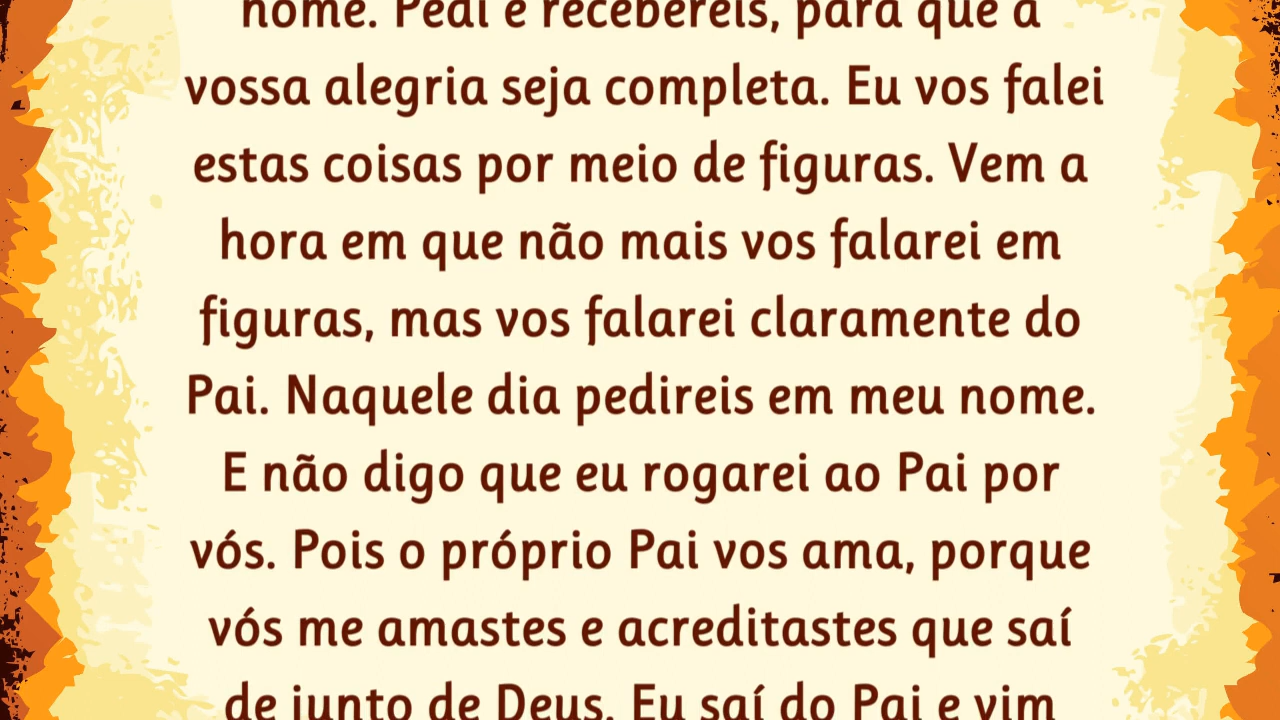 nome. Pedi e recebereis, para que a
vossa alegria seja completa. Eu vos falei
estas coisas por meio de figuras. Vem a
hora em que não mais vos falarei em
figuras, mas vos falarei claramente do
Pai. Naquele dia pedireis em meu nome.
E não digo que eu rogarei ao Pai por
vós. Pois o próprio Pai vos ama, porque
vós me amastes e acreditastes que saí
de junto de Deus. Eu saí do Pai e vim